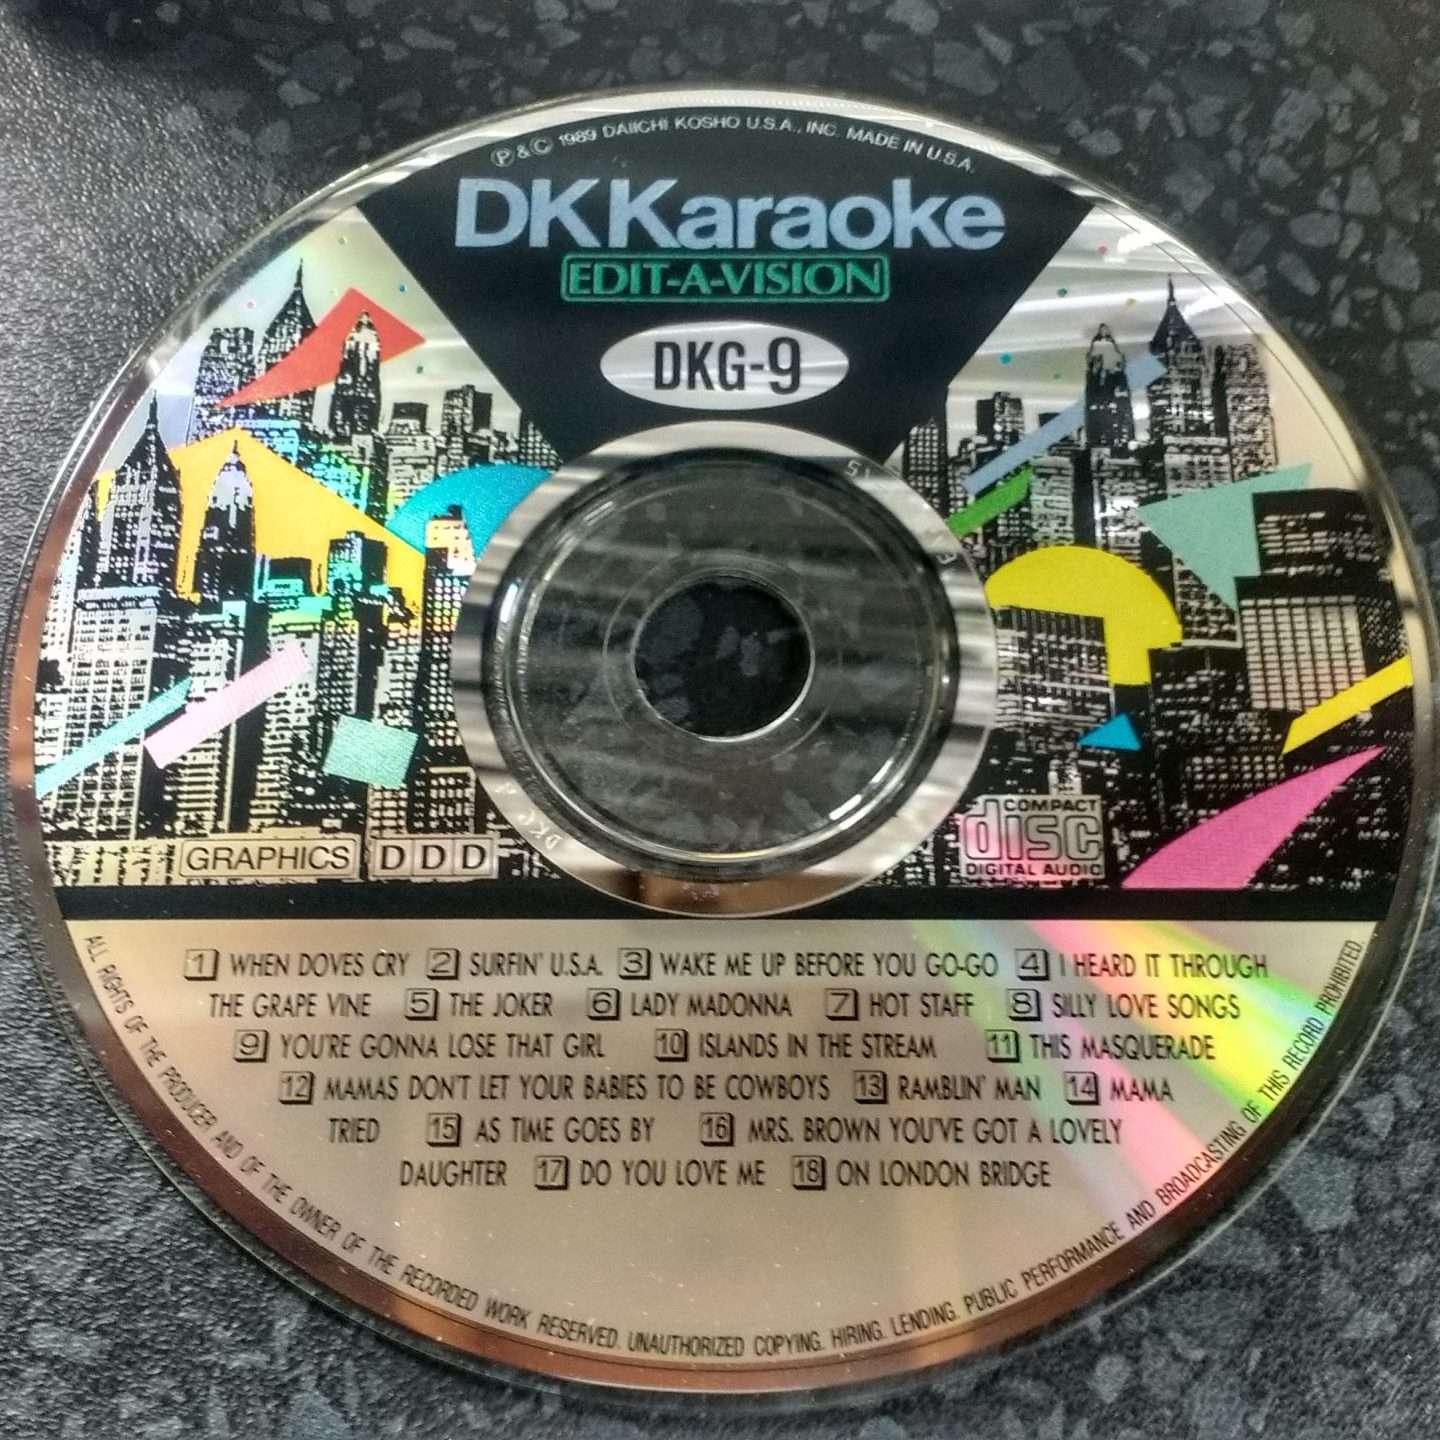 Ⓟ & © 1989 DAIICHI KOSHO U.S.A., INC. MADE IN U.S.A.
DKKaraoke
EDIT-A-VISION
DKG-9
GRAPHICS DDD
COMPACT
disc
DIGITAL AUDIO
1 WHEN DOVES CRY 2 SURFIN' U.S.A. 3 WAKE ME UP BEFORE YOU GO-GO 4 I HEARD IT THROUGH
THE GRAPE VINE 5 THE JOKER 6 LADY MADONNA 7 HOT STAFF 8 SILLY LOVE SONGS
9 YOU'RE GONNA LOSE THAT GIRL 10 ISLANDS IN THE STREAM 11 THIS MASQUERADE
12 MAMAS DON'T LET YOUR BABIES TO BE COWBOYS 13 RAMBLIN' MAN 14 MAMA
TRIED 15 AS TIME GOES BY 16 MRS. BROWN YOU'VE GOT A LOVELY
DAUGHTER 17 DO YOU LOVE ME 18 ON LONDON BRIDGE
ALL RIGHTS OF THE PRODUCER AND OF THE OWNER OF THE RECORDED WORK RESERVED. UNAUTHORIZED COPYING. HIRING. LENDING. PUBLIC PERFORMANCE AND BROADCASTING OF THIS RECORD PROHIBITED.